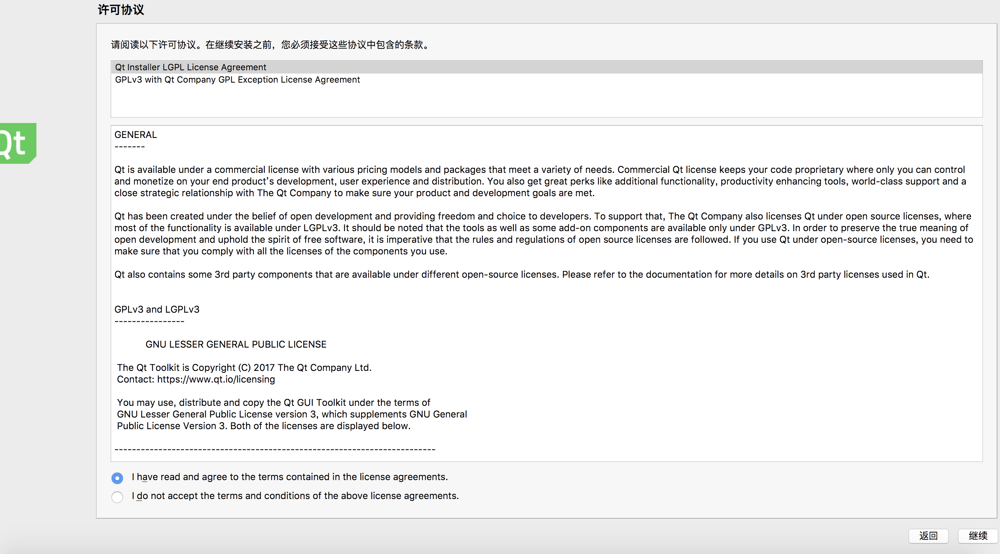 许可协议
请阅读以下许可协议。在继续安装之前，您必须接受这些协议中包含的条款。
Qt Installer LGPL License Agreement
GPLv3 with Qt Company GPL Exception License Agreement
Qt
GENERAL
-------
Qt is available under a commercial license with various pricing models and packages that meet a variety of needs. Commercial Qt license keeps your code proprietary where only you can control
and monetize on your end product’s development, user experience and distribution. You also get great perks like additional functionality, productivity enhancing tools, world-class support and a
close strategic relationship with The Qt Company to make sure your product and development goals are met.
Qt has been created under the belief of open development and providing freedom and choice to developers. To support that, The Qt Company also licenses Qt under open source licenses, where
most of the functionality is available under LGPLv3. It should be noted that the tools as well as some add-on components are available only under GPLv3. In order to preserve the true meaning of
open development and uphold the spirit of free software, it is imperative that the rules and regulations of open source licenses are followed. If you use Qt under open-source licenses, you need to
make sure that you comply with all the licenses of the components you use.
Qt also contains some 3rd party components that are available under different open-source licenses. Please refer to the documentation for more details on 3rd party licenses used in Qt.
GPLv3 and LGPLv3
----------------
GNU LESSER GENERAL PUBLIC LICENSE
The Qt Toolkit is Copyright (C) 2017 The Qt Company Ltd.
Contact: https://www.qt.io/licensing
You may use, distribute and copy the Qt GUI Toolkit under the terms of
GNU Lesser General Public License version 3, which supplements GNU General
Public License Version 3. Both of the licenses are displayed below.
-------------------------------------------------------------------------
I have read and agree to the terms contained in the license agreements.
I do not accept the terms and conditions of the above license agreements.
返回
继续